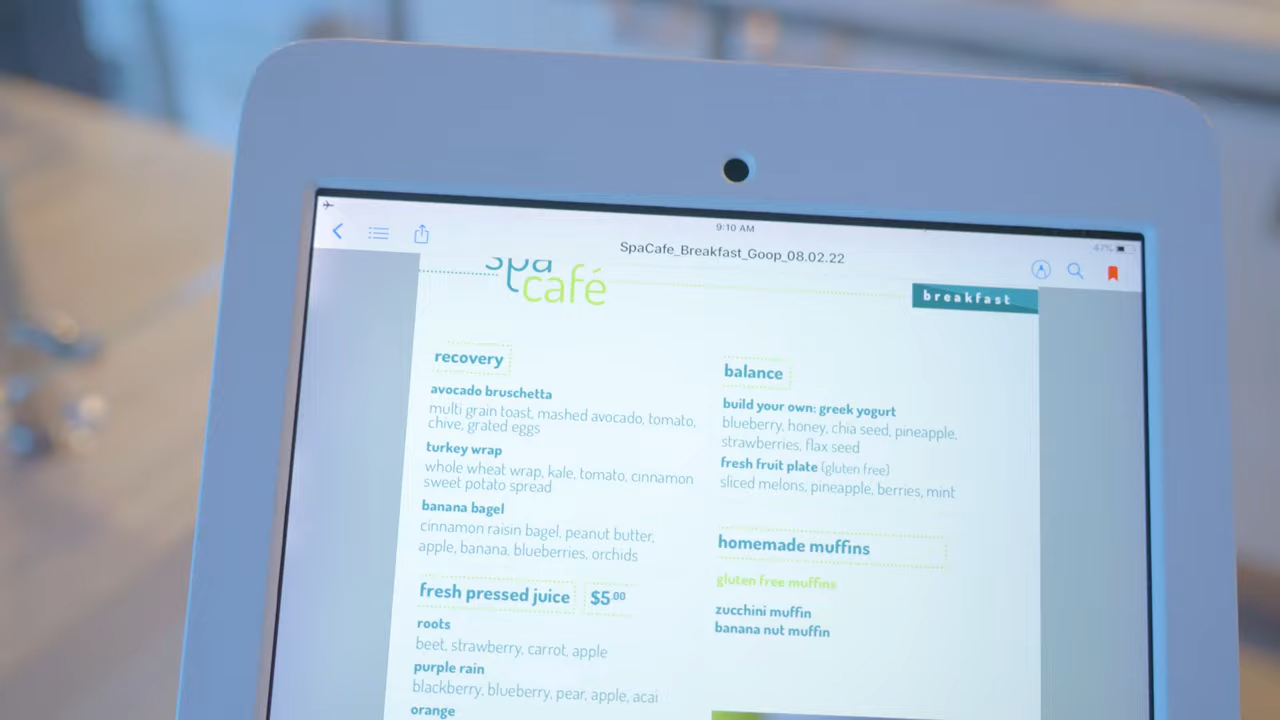 9:10 AM
47%
SpaCafe_Breakfast_Goop_08.02.22
spa
café
breakfast
recovery
avocado bruschetta
multi grain toast, mashed avocado, tomato,
chive, grated eggs
turkey wrap
whole wheat wrap, kale, tomato, cinnamon
sweet potato spread
banana bagel
cinnamon raisin bagel, peanut butter,
apple, banana, blueberries, orchids
fresh pressed juice $5.00
roots
beet, strawberry, carrot, apple
purple rain
blackberry, blueberry, pear, apple, acai
orange
balance
build your own: greek yogurt
blueberry, honey, chia seed, pineapple,
strawberries, flax seed
fresh fruit plate (gluten free)
sliced melons, pineapple, berries, mint
homemade muffins
gluten free muffins
zucchini muffin
banana nut muffin